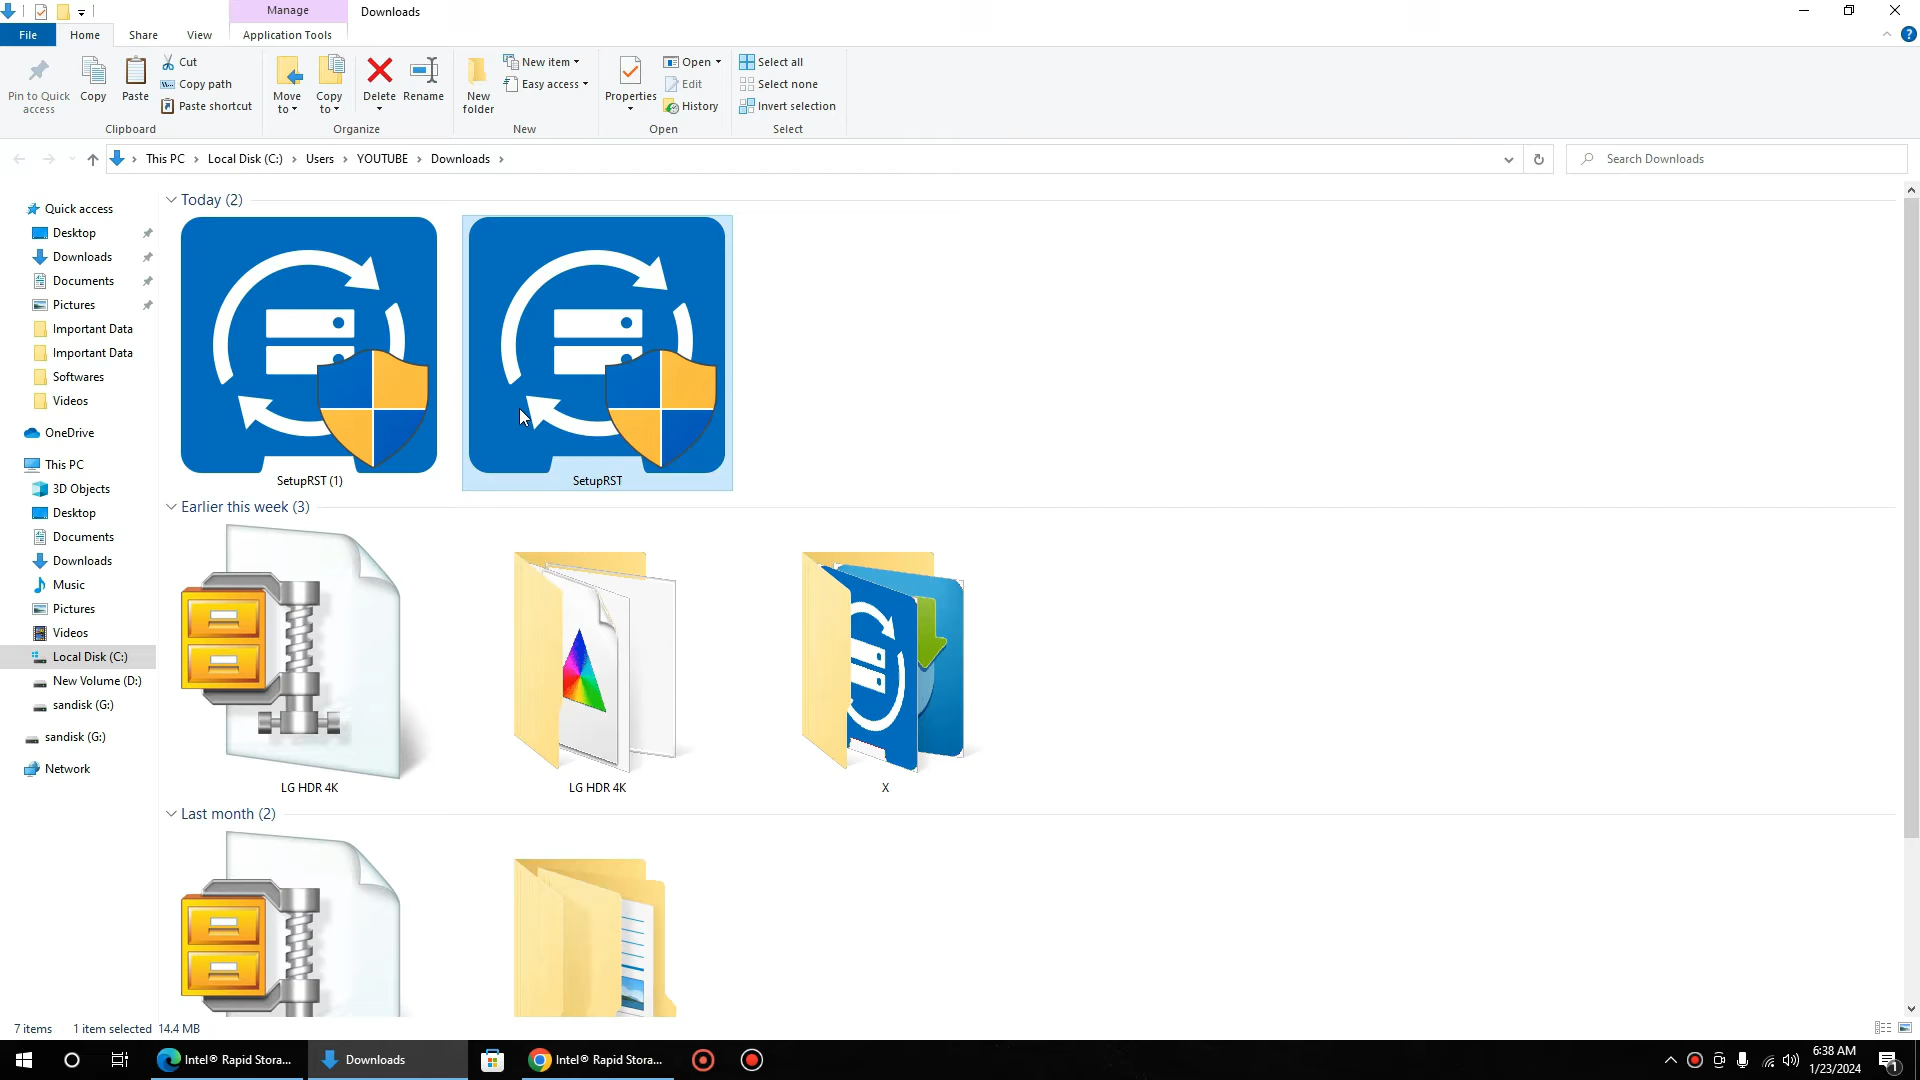 Manage
Downloads
File
Home
Share
View
Application Tools
Pin to Quick access
Copy
Paste
Cut
Copy path
Paste shortcut
Clipboard
Move to
Copy to
Delete
Rename
Organize
New folder
New item
Easy access
New
Properties
Open
Edit
History
Open
Select all
Select none
Invert selection
Select
This PC
Local Disk (C:)
Users
YOUTUBE
Downloads
Search Downloads
Quick access
Desktop
Downloads
Documents
Pictures
Important Data
Important Data
Softwares
Videos
OneDrive
This PC
3D Objects
Desktop
Documents
Downloads
Music
Pictures
Videos
Local Disk (C:)
New Volume (D:)
sandisk (G:)
sandisk (G:)
Network
Today (2)
SetupRST (1)
SetupRST
Earlier this week (3)
LG HDR 4K
LG HDR 4K
X
Last month (2)
7 items
1 item selected 14.4 MB
Intel® Rapid Stora...
Downloads
Intel® Rapid Stora...
6:38 AM
1/23/2024
1